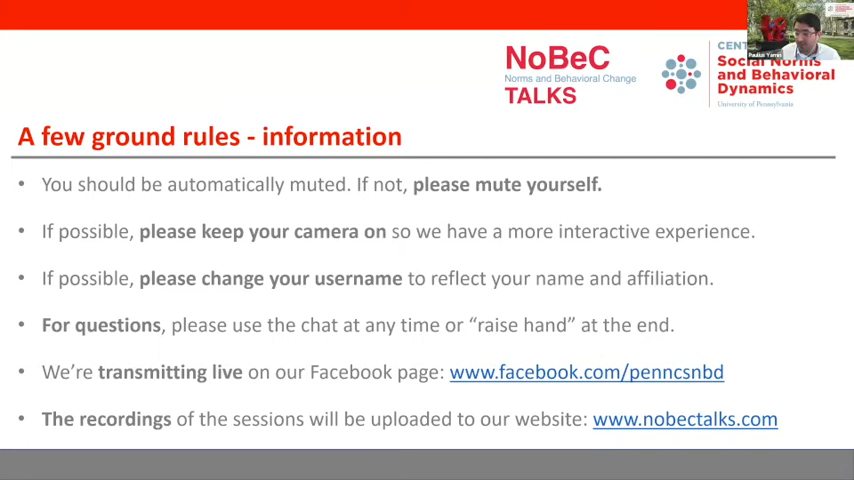 NoBeC
Norms and Behavioral Change
TALKS
Social Norms
and Behavioral
Dynamics
University of Pennsylvania
A few ground rules - information
• You should be automatically muted. If not, please mute yourself.
• If possible, please keep your camera on so we have a more interactive experience.
• If possible, please change your username to reflect your name and affiliation.
• For questions, please use the chat at any time or “raise hand” at the end.
• We’re transmitting live on our Facebook page: www.facebook.com/penncsnbd
• The recordings of the sessions will be uploaded to our website: www.nobectalks.com